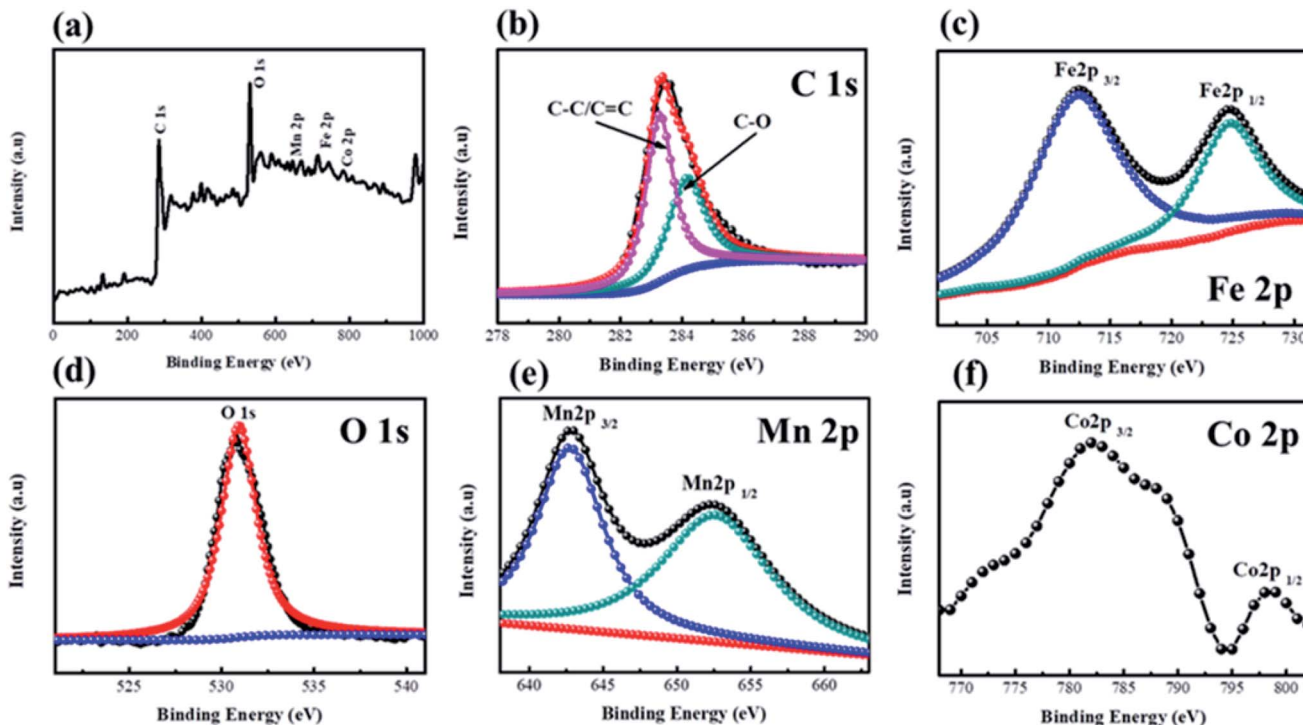 (a)
C 1s
O 1s
Mn 2p
Fe 2p
Co 2p
Intensity (a.u)
0 200 400 600 800 1000
Binding Energy (eV)
(b)
C 1s
C-C/C=C
C-O
Intensity (a.u)
278 280 282 284 286 288 290
Binding Energy (eV)
(c)
Fe2p 3/2
Fe2p 1/2
Fe 2p
Intensity (a.u)
705 710 715 720 725 730
Binding Energy (eV)
(d)
O 1s
O 1s
Intensity (a.u)
525 530 535 540
Binding Energy (eV)
(e)
Mn2p 3/2
Mn 2p
Mn2p 1/2
Intensity (a.u)
640 645 650 655 660
Binding Energy (eV)
(f)
Co2p 3/2
Co 2p
Co2p 1/2
Intensity (a.u)
770 775 780 785 790 795 800
Binding Energy (eV)